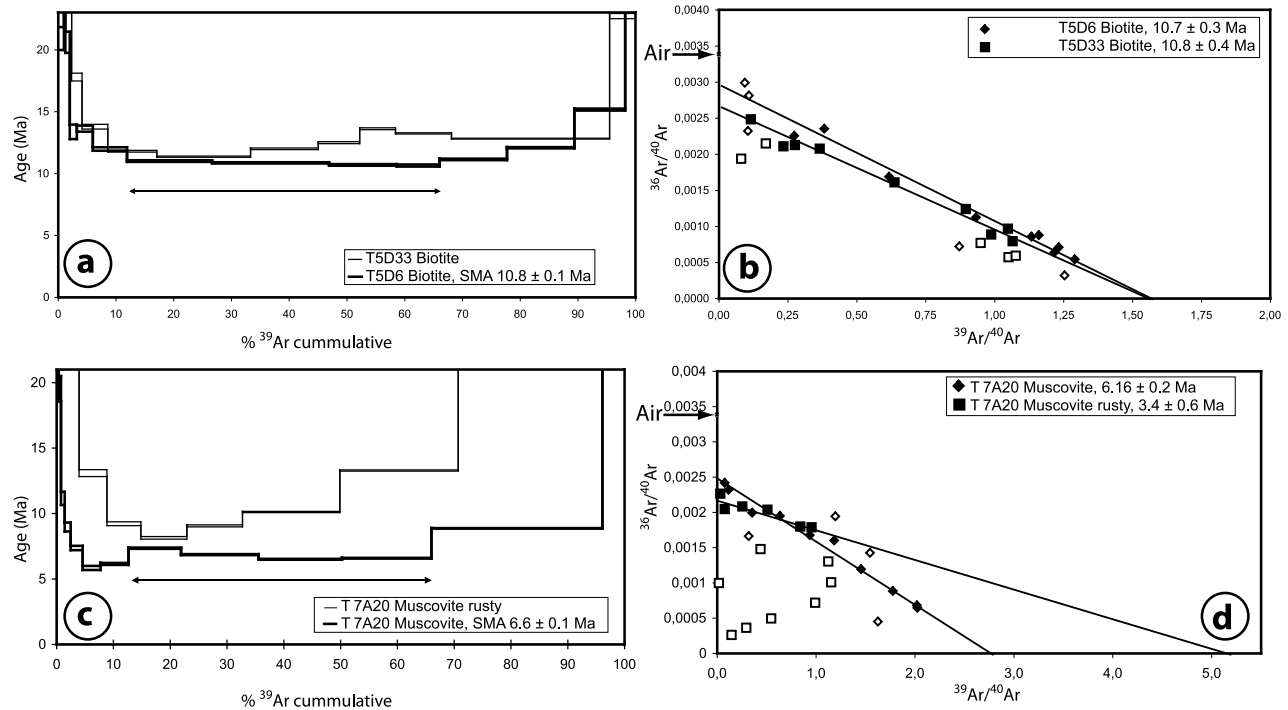 20
10
0
Age (Ma)
0
10
20
30
40
50
60
70
80
90
100
% ³⁹Ar cummulative
a
T5D33 Biotite
T5D6 Biotite, SMA 10.8 ± 0.1 Ma
0,0040
0,0035
0,0030
0,0025
0,0020
0,0015
0,0010
0,0005
0,0000
Air
³⁶Ar/⁴⁰Ar
T5D6 Biotite, 10.7 ± 0.3 Ma
T5D33 Biotite, 10.8 ± 0.4 Ma
b
0,00
0,25
0,50
0,75
1,00
1,25
1,50
1,75
2,00
³⁹Ar/⁴⁰Ar
20
15
10
5
0
Age (Ma)
c
T 7A20 Muscovite rusty
T 7A20 Muscovite, SMA 6.6 ± 0.1 Ma
0
10
20
30
40
50
60
70
80
90
100
% ³⁹Ar cummulative
0,004
0,0035
0,003
0,0025
0,002
0,0015
0,001
0,0005
0
Air
³⁶Ar/⁴⁰Ar
T 7A20 Muscovite, 6.16 ± 0.2 Ma
T 7A20 Muscovite rusty, 3.4 ± 0.6 Ma
d
0,0
1,0
2,0
3,0
4,0
5,0
³⁹Ar/⁴⁰Ar